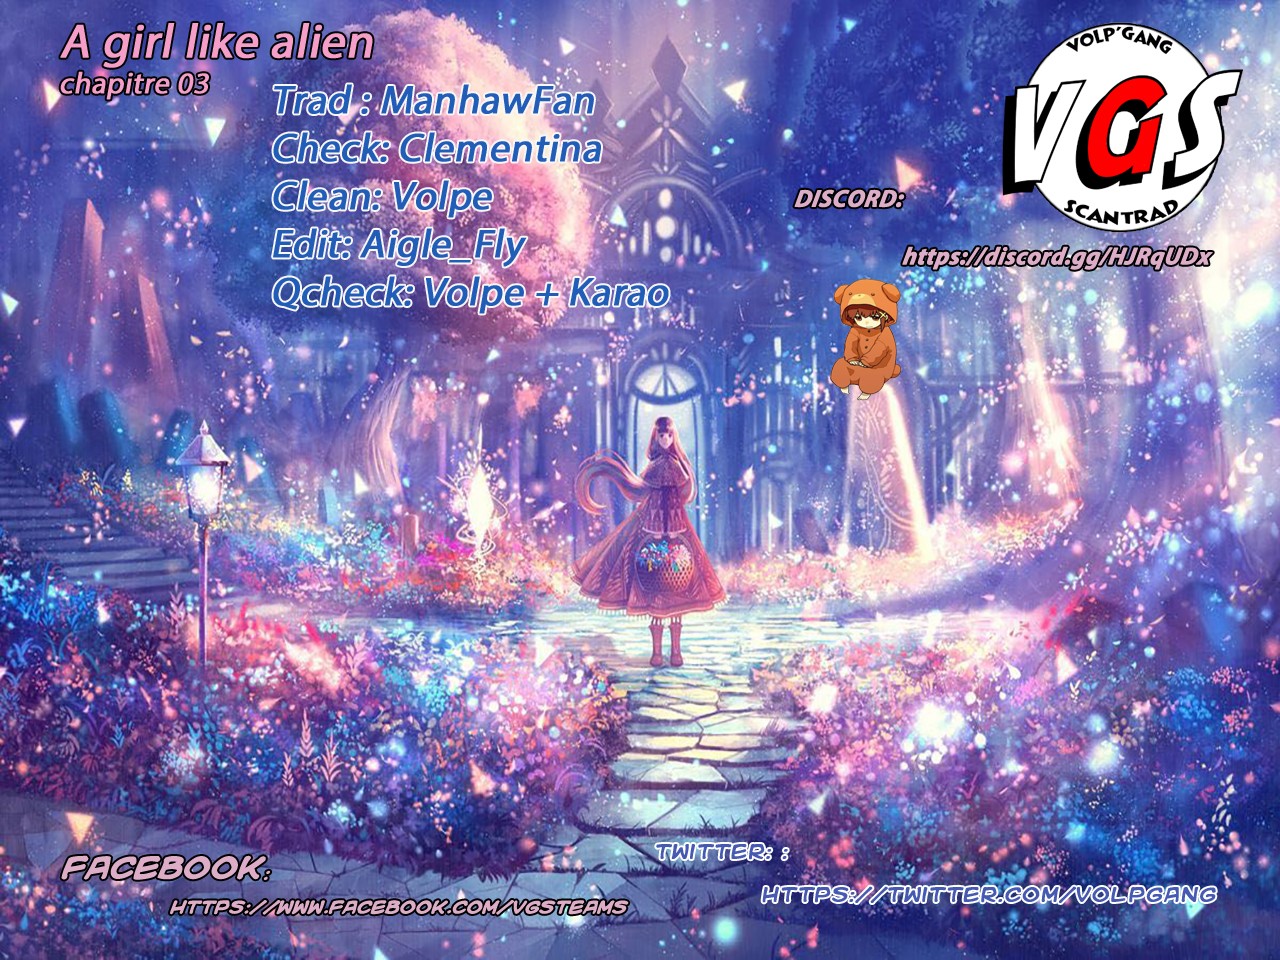 A girl like alien
chapitre 03
Trad : ManhawFan
Check: Clementina
Clean: Volpe
Edit: Aigle_Fly
Qcheck: Volpe + Karao
VOLP'GANG
VGS
SCANTRAD
DISCORD:
https://discord.gg/HJRqUDx
FACEBOOK:
HTTPS://WWW.FACEBOOK.COM/VGSTEAMS
TWITTER: :
HTTPS://TWITTER.COM/VOLPGANG